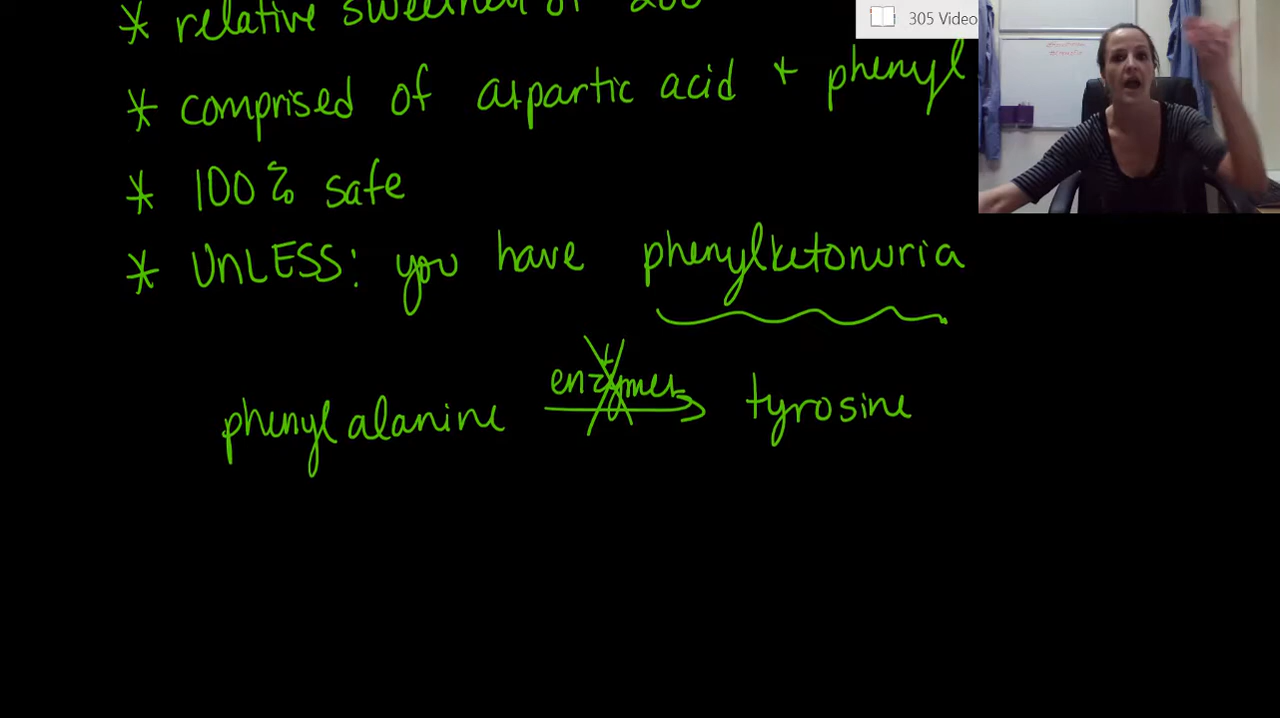 * relative sweetness of 200
305 Video
* comprised of aspartic acid + phenyl
* 100% safe
* UNLESS: you have phenylketonuria
phenylalanine enzymes tyrosine